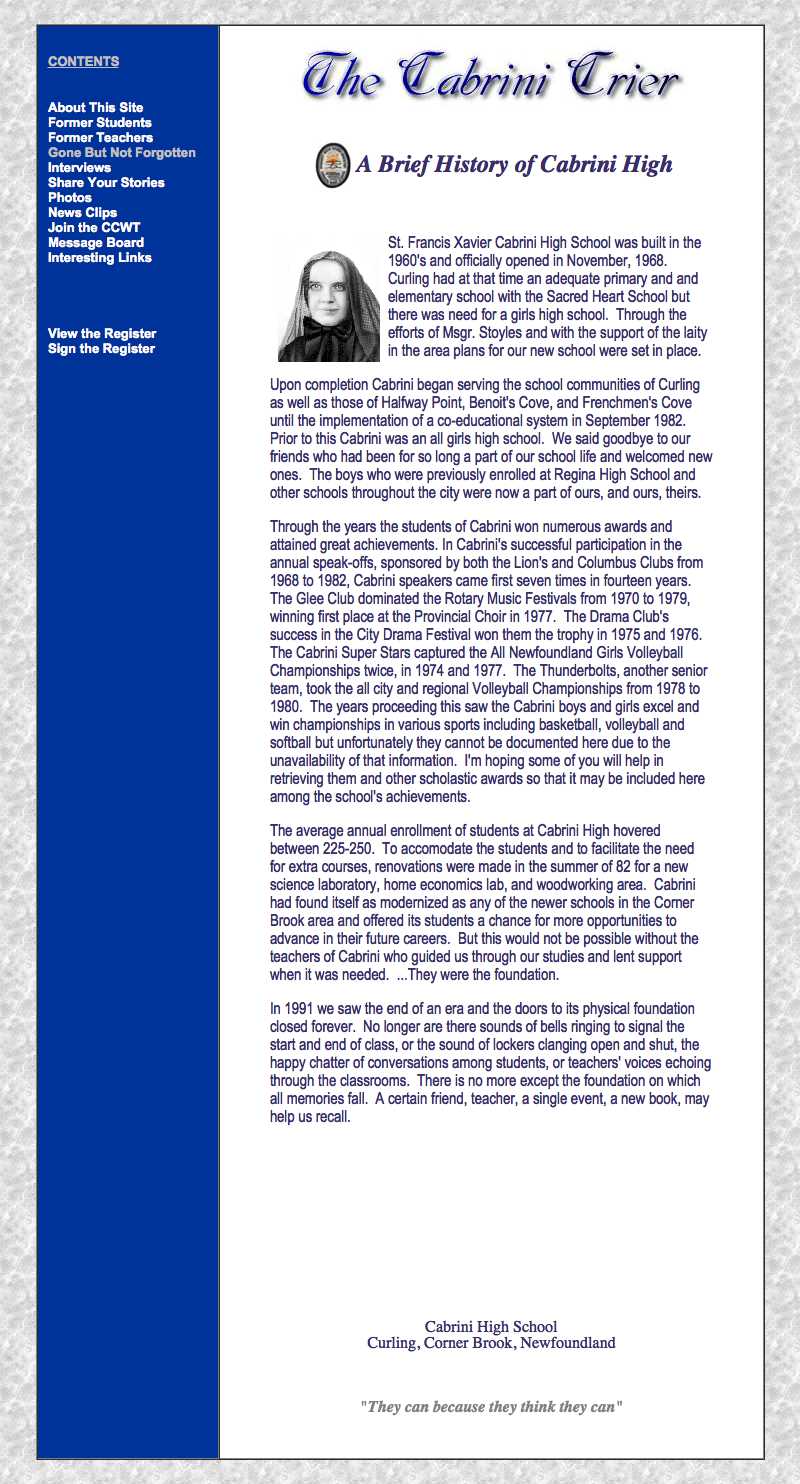 CONTENTS
About This Site
Former Students
Former Teachers
Gone But Not Forgotten
Interviews
Share Your Stories
Photos
News Clips
Join the CCWT
Message Board
Interesting Links
View the Register
Sign the Register
The Cabrini Crier
A Brief History of Cabrini High
St. Francis Xavier Cabrini High School was built in the
1960's and officially opened in November, 1968.
Curling had at that time an adequate primary and and
elementary school with the Sacred Heart School but
there was need for a girls high school.  Through the
efforts of Msgr. Stoyles and with the support of the laity
in the area plans for our new school were set in place.
Upon completion Cabrini began serving the school communities of Curling
as well as those of Halfway Point, Benoit's Cove, and Frenchmen's Cove
until the implementation of a co-educational system in September 1982.
Prior to this Cabrini was an all girls high school.  We said goodbye to our
friends who had been for so long a part of our school life and welcomed new
ones.  The boys who were previously enrolled at Regina High School and
other schools throughout the city were now a part of ours, and ours, theirs.
Through the years the students of Cabrini won numerous awards and
attained great achievements. In Cabrini's successful participation in the
annual speak-offs, sponsored by both the Lion's and Columbus Clubs from
1968 to 1982, Cabrini speakers came first seven times in fourteen years.
The Glee Club dominated the Rotary Music Festivals from 1970 to 1979,
winning first place at the Provincial Choir in 1977.  The Drama Club's
success in the City Drama Festival won them the trophy in 1975 and 1976.
The Cabrini Super Stars captured the All Newfoundland Girls Volleyball
Championships twice, in 1974 and 1977.  The Thunderbolts, another senior
team, took the all city and regional Volleyball Championships from 1978 to
1980.  The years proceeding this saw the Cabrini boys and girls excel and
win championships in various sports including basketball, volleyball and
softball but unfortunately they cannot be documented here due to the
unavailability of that information.  I'm hoping some of you will help in
retrieving them and other scholastic awards so that it may be included here
among the school's achievements.
The average annual enrollment of students at Cabrini High hovered
between 225-250.  To accomodate the students and to facilitate the need
for extra courses, renovations were made in the summer of 82 for a new
science laboratory, home economics lab, and woodworking area.  Cabrini
had found itself as modernized as any of the newer schools in the Corner
Brook area and offered its students a chance for more opportunities to
advance in their future careers.  But this would not be possible without the
teachers of Cabrini who guided us through our studies and lent support
when it was needed.  ...They were the foundation.
In 1991 we saw the end of an era and the doors to its physical foundation
closed forever.  No longer are there sounds of bells ringing to signal the
start and end of class, or the sound of lockers clanging open and shut, the
happy chatter of conversations among students, or teachers' voices echoing
through the classrooms.  There is no more except the foundation on which
all memories fall.  A certain friend, teacher, a single event, a new book, may
help us recall.
Cabrini High School
Curling, Corner Brook, Newfoundland
"They can because they think they can"